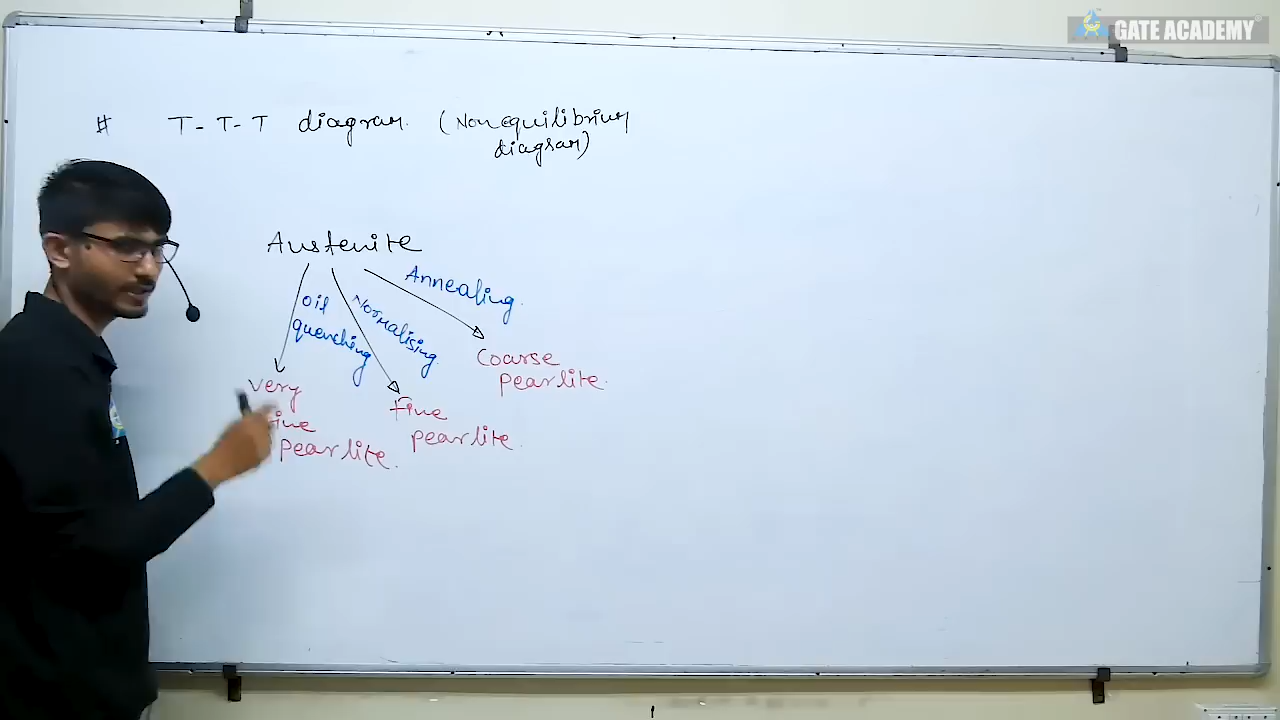 GATE ACADEMY
# T-T-T diagram. (Nonequilibrium
diagram)
Austenite
Annealing.
oil
quenching
Normalising.
Coarse
pearlite.
very
fine
pearlite.
fine
pearlite.